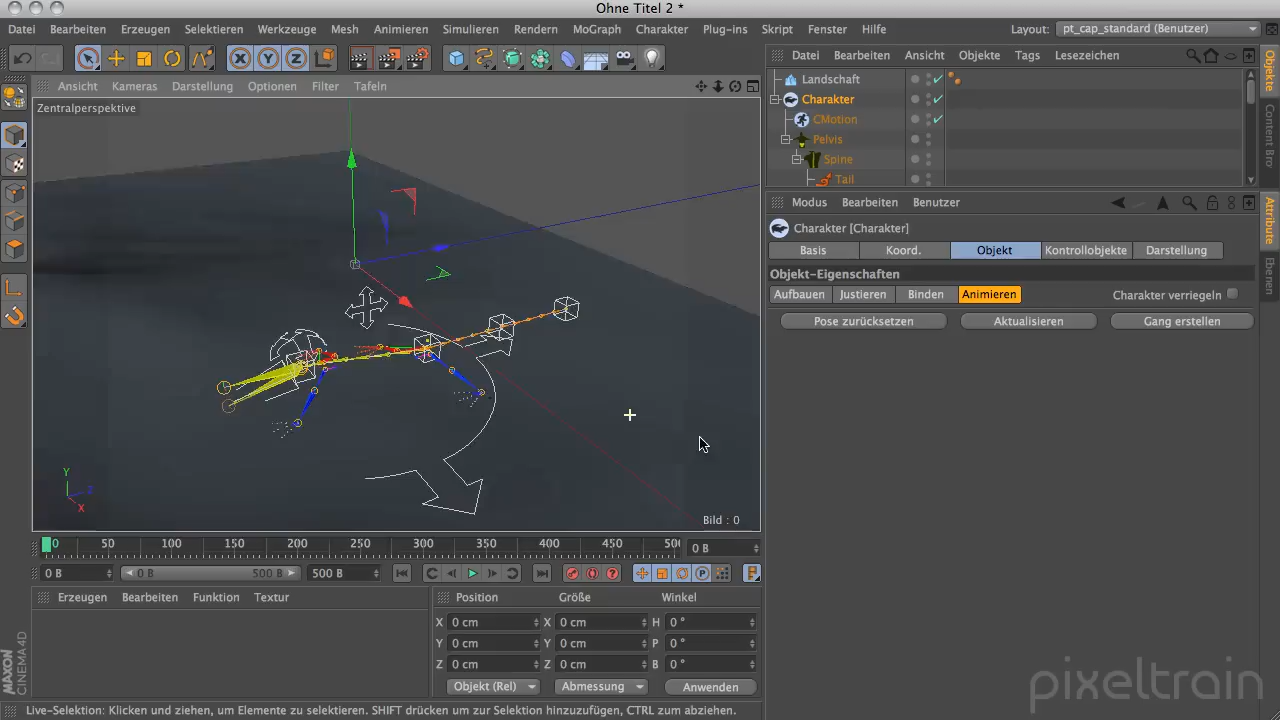 Ohne Titel 2 *
Datei Bearbeiten Erzeugen Selektieren Werkzeuge Mesh Animieren Simulieren Rendern MoGraph Charakter Plug-ins Skript Fenster Hilfe Layout: pt_cap_standard (Benutzer)
X Y Z
Datei Bearbeiten Ansicht Objekte Tags Lesezeichen
Ansicht Kameras Darstellung Optionen Filter Tafeln
Zentralperspektive
Landschaft
Charakter
CMotion
Pelvis
Spine
Tail
Objekte
Content Bro
Modus Bearbeiten Benutzer
Charakter [Charakter]
Basis Koord. Objekt Kontrollobjekte Darstellung
Objekt-Eigenschaften
Aufbauen Justieren Binden Animieren Charakter verriegeln
Pose zurücksetzen Aktualisieren Gang erstellen
Attribute
Ebenen
Y
Z
X
Bild : 0
0 50 100 150 200 250 300 350 400 450 500 0 B
0 B 0 B 500 B 500 B
P
Erzeugen Bearbeiten Funktion Textur
Position Größe Winkel
X 0 cm X 0 cm H 0 °
Y 0 cm Y 0 cm P 0 °
Z 0 cm Z 0 cm B 0 °
Objekt (Rel) Abmessung Anwenden
MAXON
CINEMA 4D
pixeltrain
Live-Selektion: Klicken und ziehen, um Elemente zu selektieren. SHIFT drücken um zur Selektion hinzuzufügen, CTRL zum abziehen.